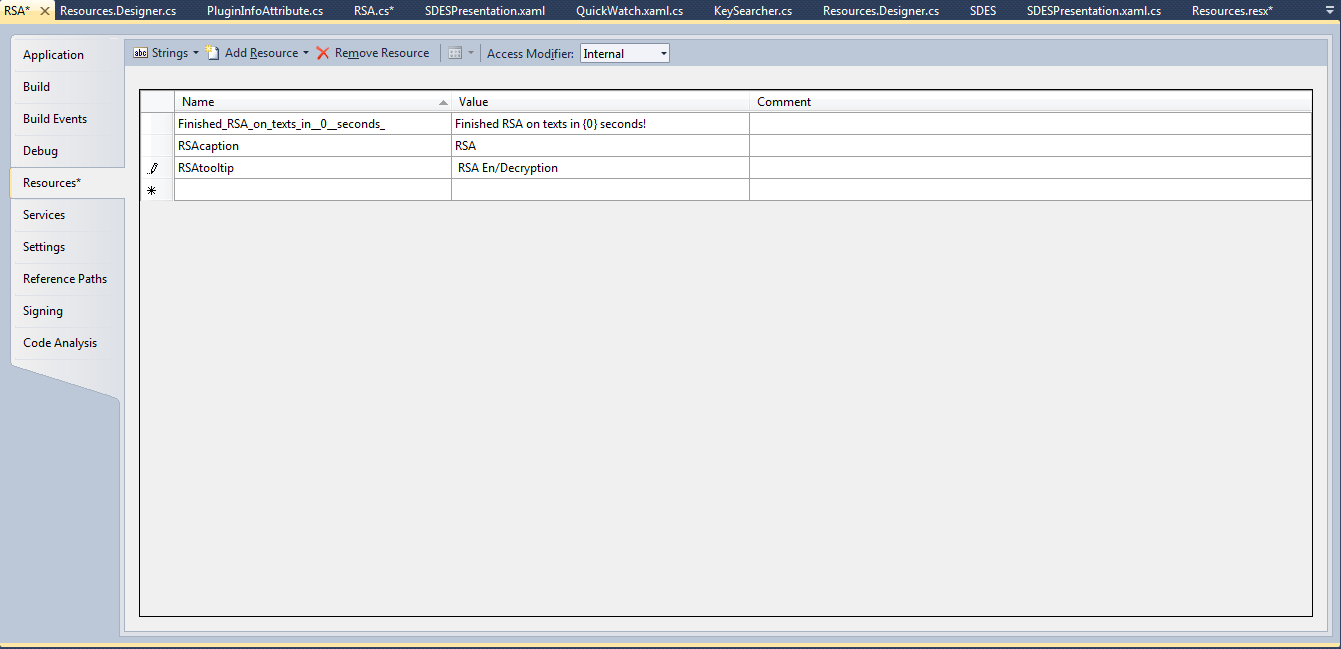 RSA* Resources.Designer.cs PluginInfoAttribute.cs RSA.cs* SDESPresentation.xaml QuickWatch.xaml.cs KeySearcher.cs Resources.Designer.cs SDES SDESPresentation.xaml.cs Resources.resx*
Application
Build
Build Events
Debug
Resources*
Services
Settings
Reference Paths
Signing
Code Analysis
abc Strings Add Resource Remove Resource Access Modifier: Internal
Name Value Comment
Finished_RSA_on_texts_in__0__seconds_ Finished RSA on texts in {0} seconds!
RSAcaption RSA
RSAtooltip RSA En/Decryption